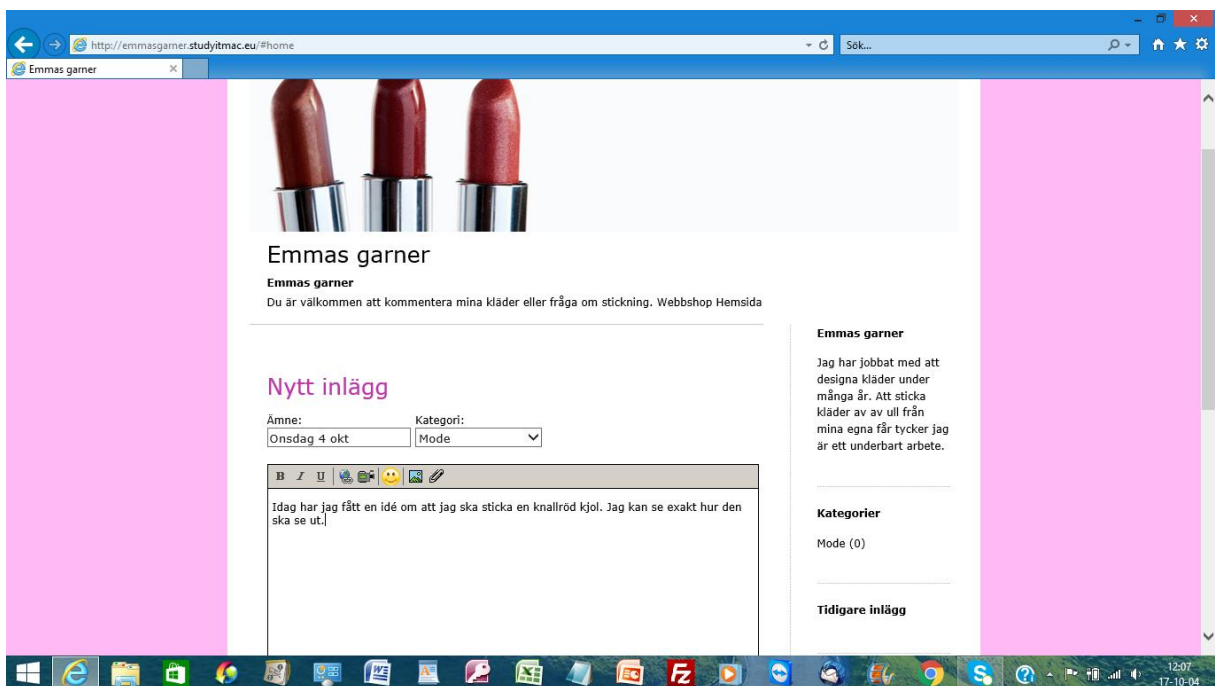 http://emmasgarner.studyitmac.eu/#home
Sök...
Emmas garner
Emmas garner
Emmas garner
Du är välkommen att kommentera mina kläder eller fråga om stickning. Webbshop Hemsida
Nytt inlägg
Ämne:
Kategori:
Onsdag 4 okt
Mode
B I U
Idag har jag fått en idé om att jag ska sticka en knallröd kjol. Jag kan se exakt hur den
ska se ut.
Emmas garner
Jag har jobbat med att
designa kläder under
många år. Att sticka
kläder av av ull från
mina egna får tycker jag
är ett underbart arbete.
Kategorier
Mode (0)
Tidigare inlägg
12:07
17-10-04